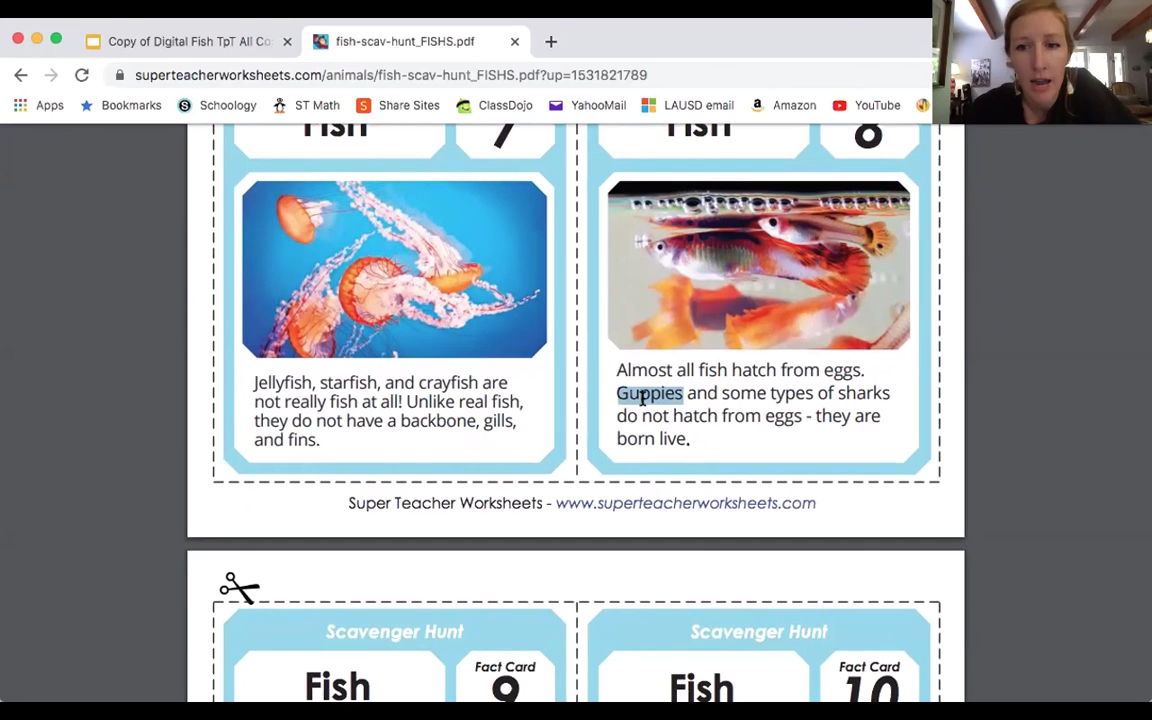 Copy of Digital Fish TpT All Co
fish-scav-hunt_FISHS.pdf
superteacherworksheets.com/animals/fish-scav-hunt_FISHS.pdf?up=1531821789
Apps Bookmarks Schoology ST Math Share Sites ClassDojo YahooMail LAUSD email Amazon YouTube
Fish 7
Fish 8
Jellyfish, starfish, and crayfish are
not really fish at all! Unlike real fish,
they do not have a backbone, gills,
and fins.
Almost all fish hatch from eggs.
Guppies and some types of sharks
do not hatch from eggs - they are
born live.
Super Teacher Worksheets - www.superteacherworksheets.com
Scavenger Hunt
Fish
Fact Card
9
Scavenger Hunt
Fish
Fact Card
10